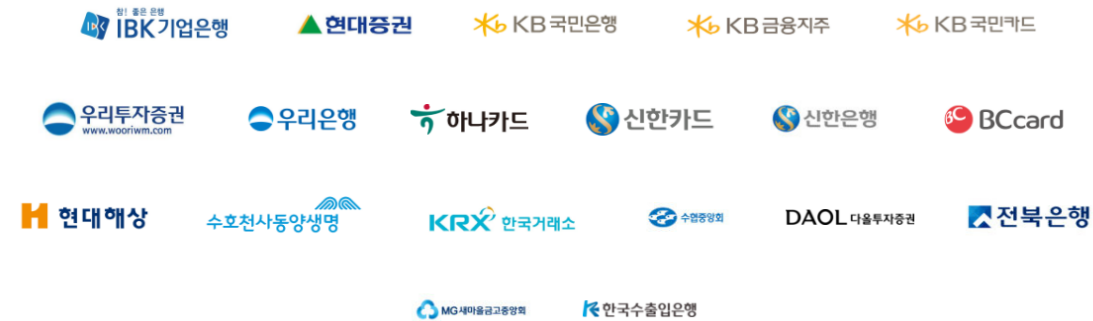 참! 좋은 은행
IBK기업은행
현대증권
KB국민은행
KB금융지주
KB국민카드
우리투자증권
www.wooriwm.com
우리은행
하나카드
신한카드
신한은행
BC
BCcard
현대해상
수호천사동양생명
KRX 한국거래소
수협중앙회
DAOL 다올투자증권
전북은행
MG새마을금고중앙회
한국수출입은행